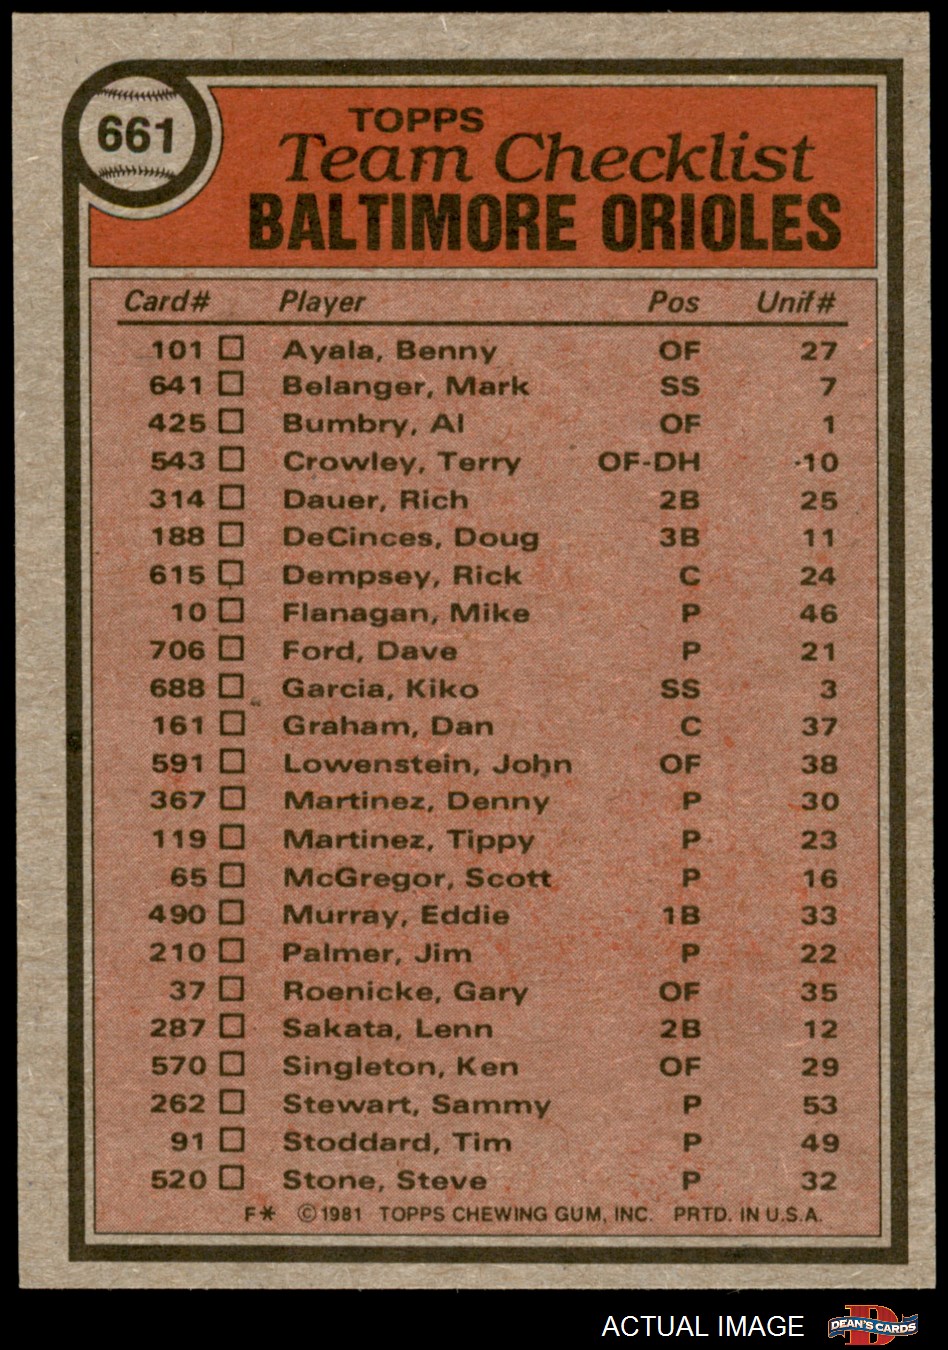 661
TOPPS
Team Checklist
BALTIMORE ORIOLES
Card# Player Pos Unif#
101 Ayala, Benny OF 27
641 Belanger, Mark SS 7
425 Bumbry, Al OF 1
543 Crowley, Terry OF-DH 10
314 Dauer, Rich 2B 25
188 DeCinces, Doug 3B 11
615 Dempsey, Rick C 24
10 Flanagan, Mike P 46
706 Ford, Dave P 21
688 Garcia, Kiko SS 3
161 Graham, Dan C 37
591 Lowenstein, John OF 38
367 Martinez, Denny P 30
119 Martinez, Tippy P 23
65 McGregor, Scott P 16
490 Murray, Eddie 1B 33
210 Palmer, Jim P 22
37 Roenicke, Gary OF 35
287 Sakata, Lenn 2B 12
570 Singleton, Ken OF 29
262 Stewart, Sammy P 53
91 Stoddard, Tim P 49
520 Stone, Steve P 32
F* ©1981 TOPPS CHEWING GUM, INC. PRTD. IN U.S.A.
ACTUAL IMAGE DEAN'S CARDS